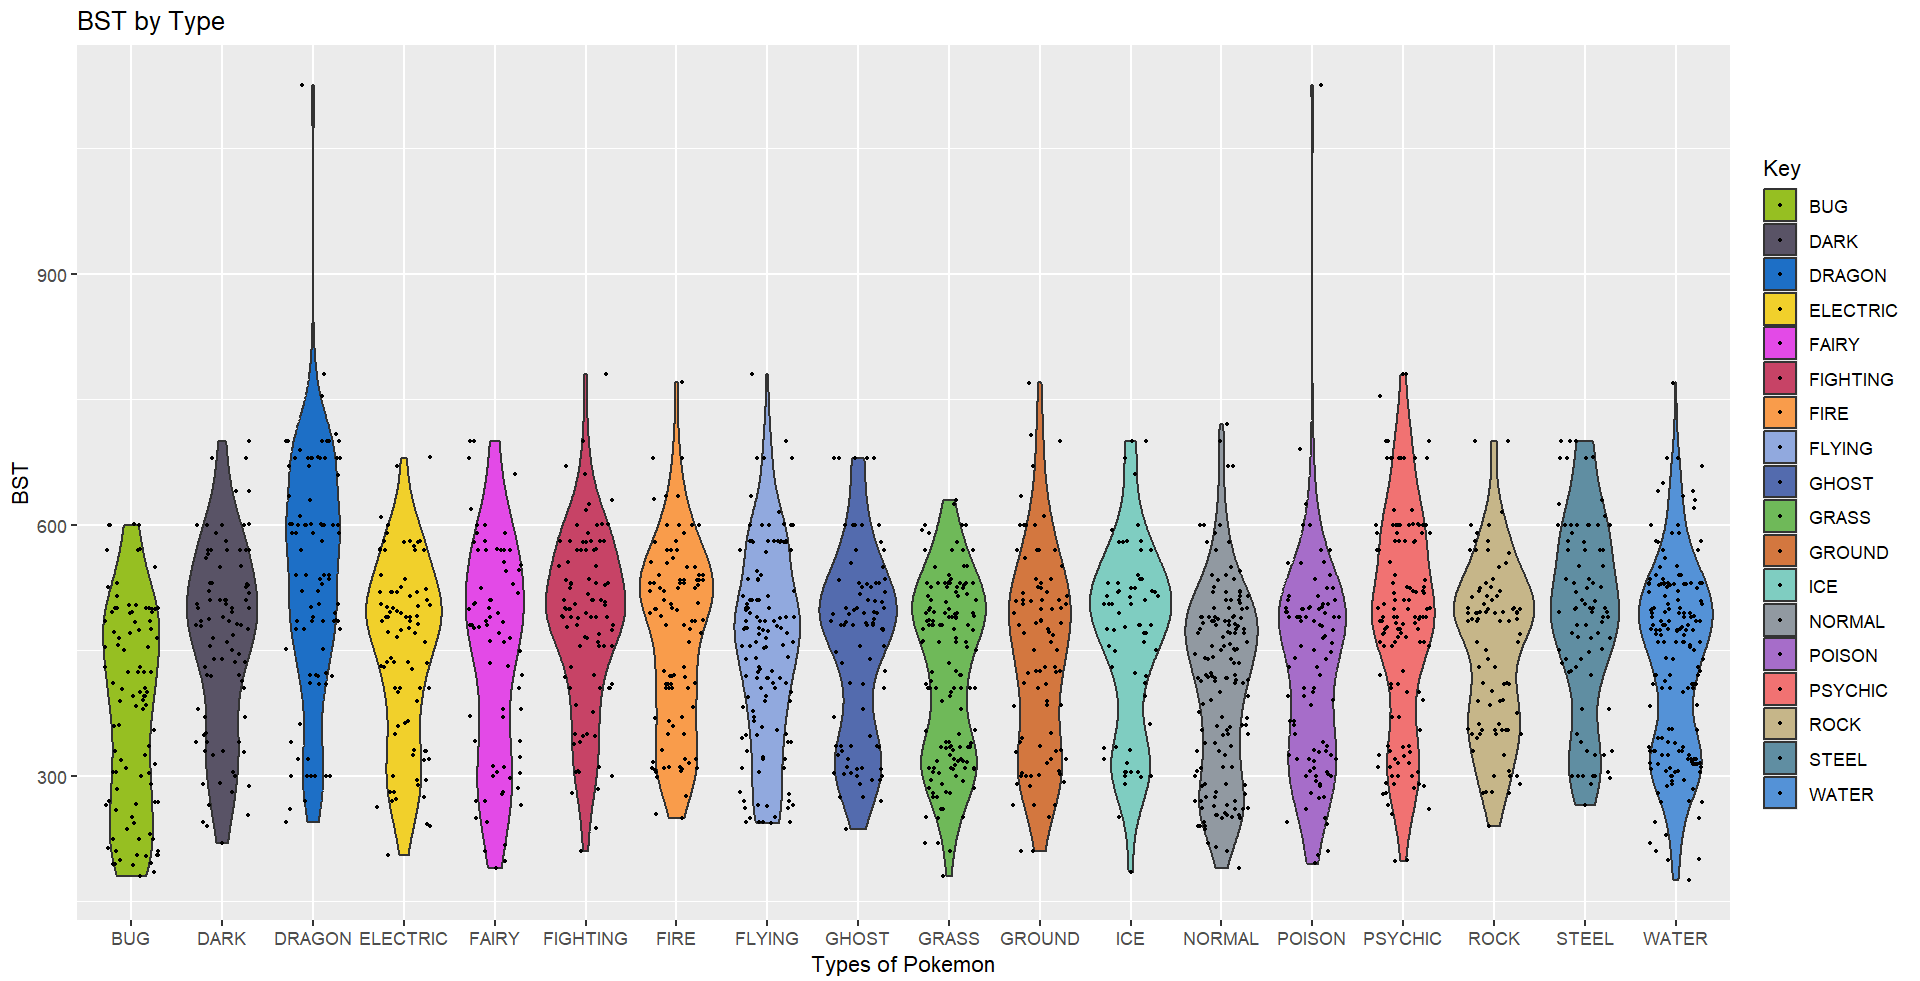 BST by Type
BST
900
600
300
BUG DARK DRAGON ELECTRIC FAIRY FIGHTING FIRE FLYING GHOST GRASS GROUND ICE NORMAL POISON PSYCHIC ROCK STEEL WATER
Types of Pokemon
Key
BUG
DARK
DRAGON
ELECTRIC
FAIRY
FIGHTING
FIRE
FLYING
GHOST
GRASS
GROUND
ICE
NORMAL
POISON
PSYCHIC
ROCK
STEEL
WATER